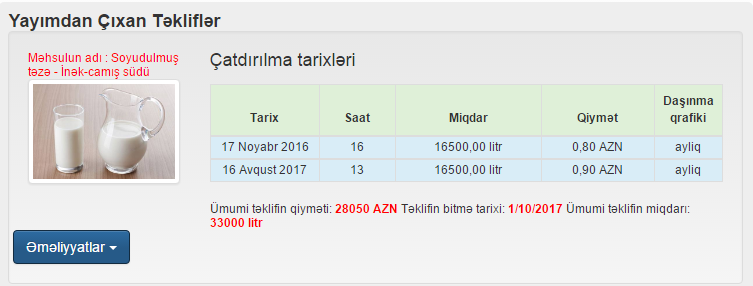 Yayımdan Çıxan Təkliflər
Məhsulun adı : Soyudulmuş
təzə - İnək-camış südü
Çatdırılma tarixləri
Tarix Saat Miqdar Qiymət Daşınma qrafiki
17 Noyabr 2016 16 16500,00 litr 0,80 AZN ayliq
16 Avqust 2017 13 16500,00 litr 0,90 AZN ayliq
Ümumi təklifin qiyməti: 28050 AZN Təklifin bitmə tarixi: 1/10/2017 Ümumi təklifin miqdarı:
33000 litr
Əməliyyatlar